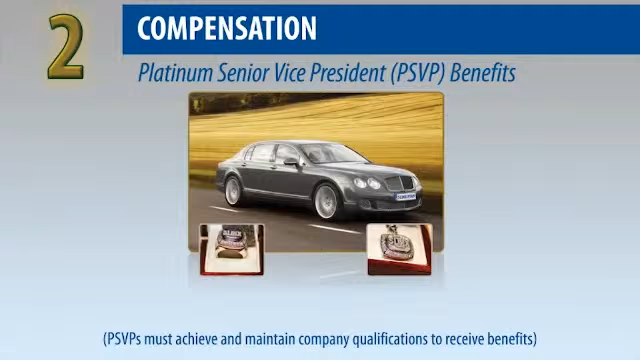 2
COMPENSATION
Platinum Senior Vice President (PSVP) Benefits
(PSVPs must achieve and maintain company qualifications to receive benefits)